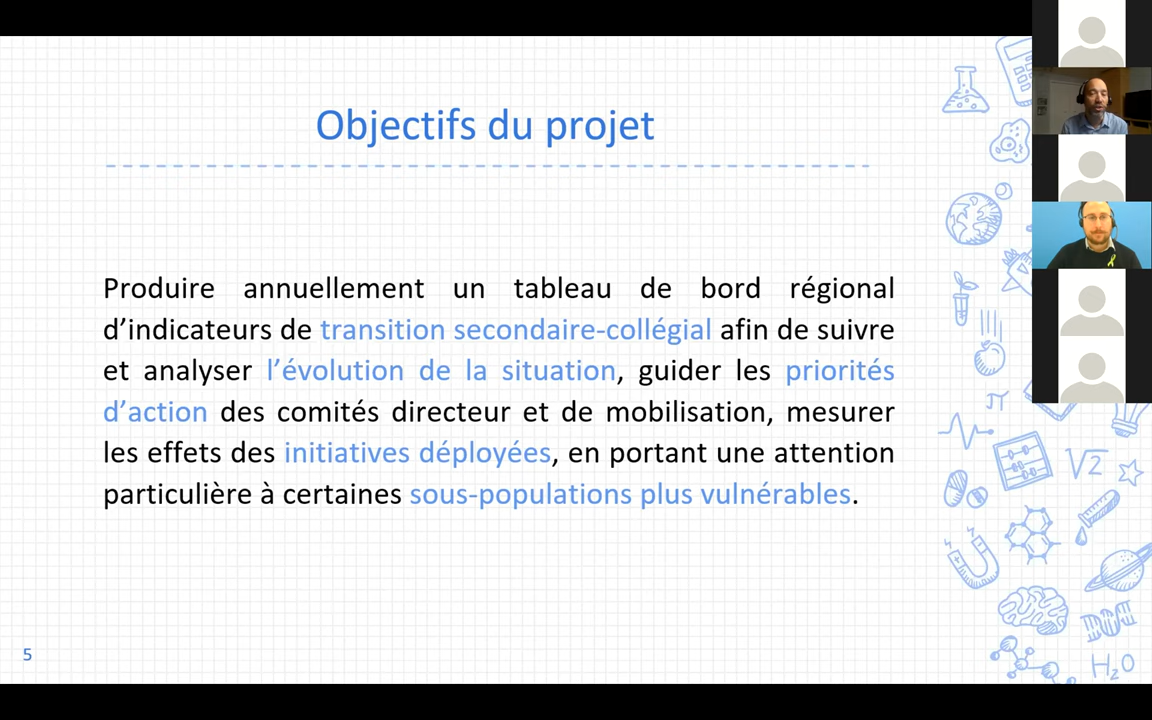 Objectifs du projet
Produire annuellement un tableau de bord régional
d’indicateurs de transition secondaire-collégial afin de suivre
et analyser l’évolution de la situation, guider les priorités
d’action des comités directeur et de mobilisation, mesurer
les effets des initiatives déployées, en portant une attention
particulière à certaines sous-populations plus vulnérables.
π
√2
H₂O
5